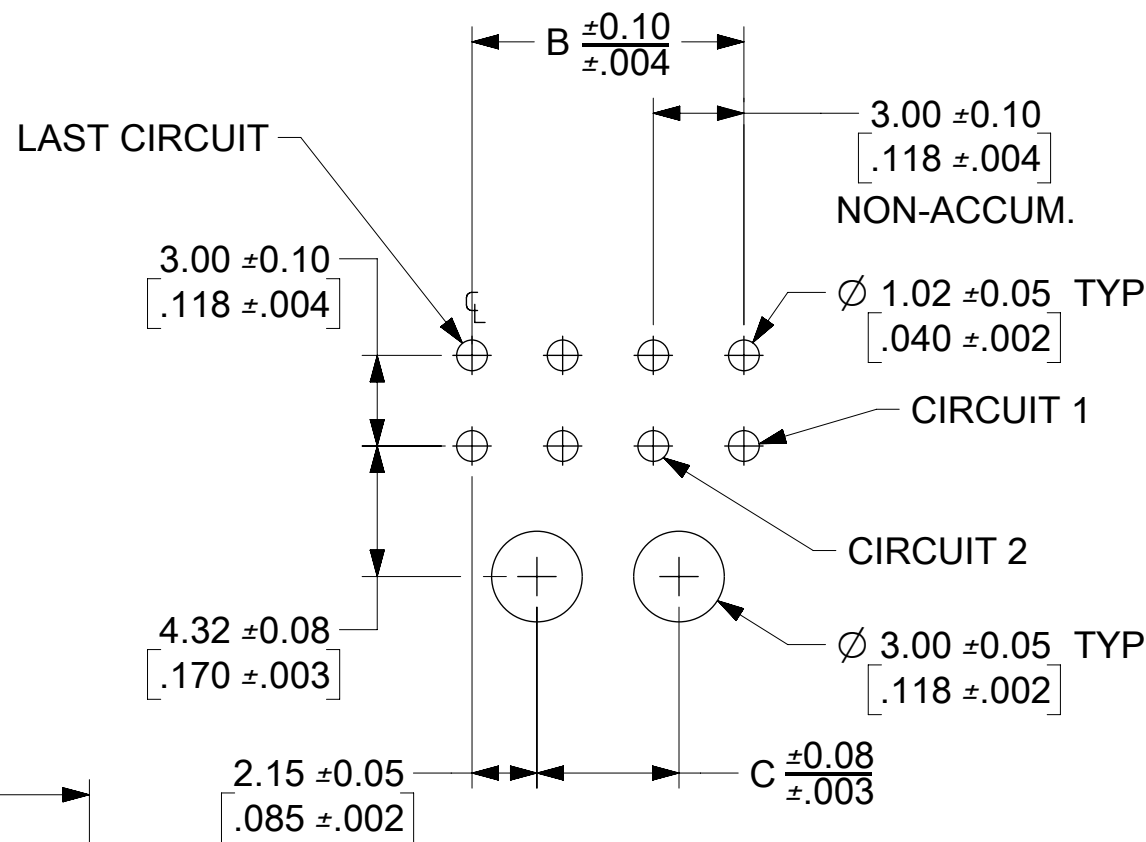 B ±0.10
±.004
LAST CIRCUIT
3.00 ±0.10
[.118 ±.004]
NON-ACCUM.
3.00 ±0.10
[.118 ±.004]
℄
∅ 1.02 ±0.05 TYP
[.040 ±.002]
CIRCUIT 1
CIRCUIT 2
4.32 ±0.08
[.170 ±.003]
∅ 3.00 ±0.05 TYP
[.118 ±.002]
2.15 ±0.05
[.085 ±.002]
C ±0.08
±.003